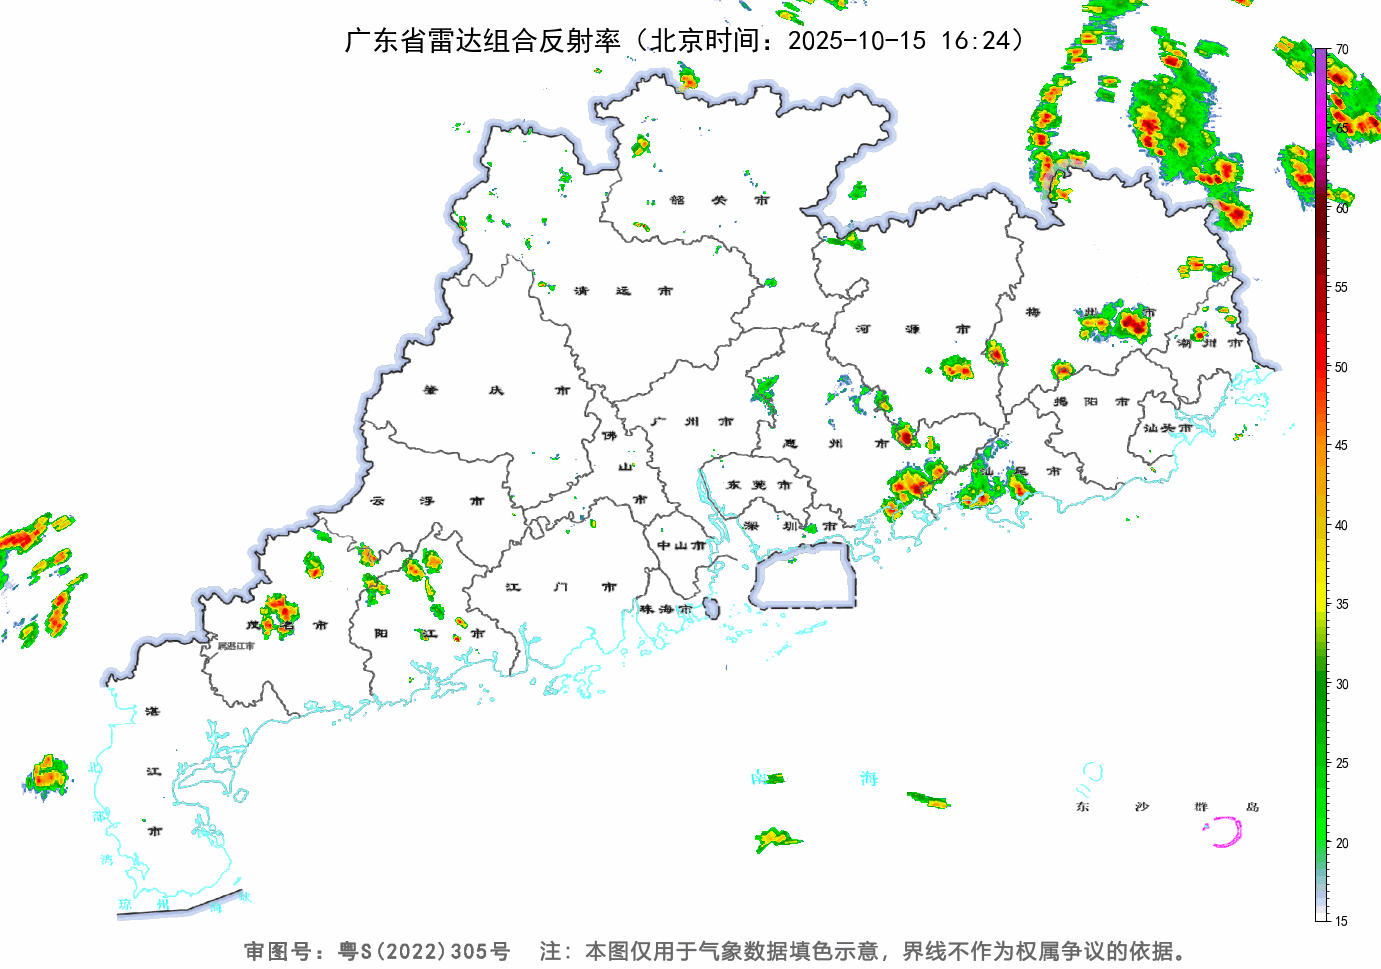 广东省雷达组合反射率（北京时间：2025-10-15 16:24）
70
65
60
55
50
45
40
35
30
25
20
15
韶 关 市
清 远 市
河 源 市
梅 州 市
潮 州 市
肇 庆 市
广 州 市
惠 州 市
揭 阳 市
汕头市
佛 山 市
云 浮 市
东 莞 市
汕 尾 市
深 圳 市
中山市
江 门 市
珠海市
茂 名 市
阳 江 市
属湛江市
湛 江 市
北 部 湾
南 海
东 沙 群 岛
琼 州 海 峡
审图号：粤S(2022)305号 注：本图仅用于气象数据填色示意，界线不作为权属争议的依据。